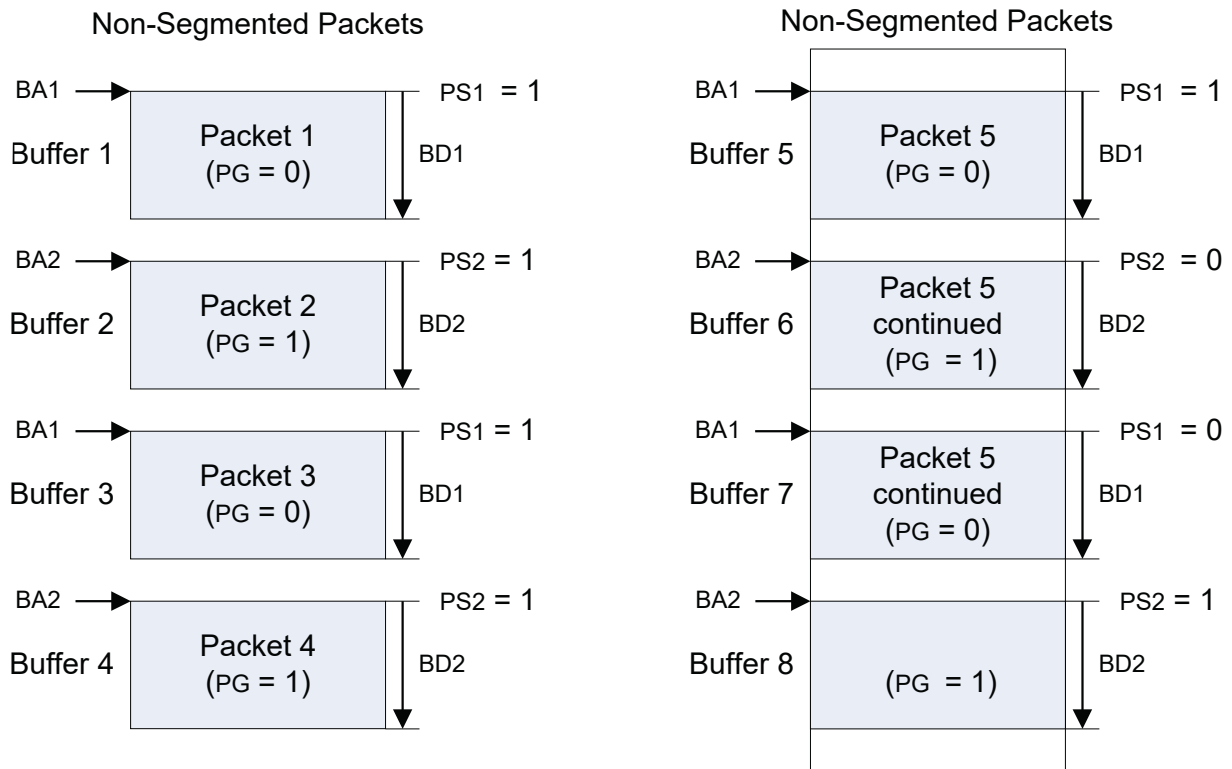 Non-Segmented Packets
BA1
Buffer 1
Packet 1
(PG = 0)
PS1 = 1
BD1
BA2
Buffer 2
Packet 2
(PG = 1)
PS2 = 1
BD2
BA1
Buffer 3
Packet 3
(PG = 0)
PS1 = 1
BD1
BA2
Buffer 4
Packet 4
(PG = 1)
PS2 = 1
BD2
Non-Segmented Packets
BA1
Buffer 5
Packet 5
(PG = 0)
PS1 = 1
BD1
BA2
Buffer 6
Packet 5
continued
(PG = 1)
PS2 = 0
BD2
BA1
Buffer 7
Packet 5
continued
(PG = 0)
PS1 = 0
BD1
BA2
Buffer 8
(PG = 1)
PS2 = 1
BD2